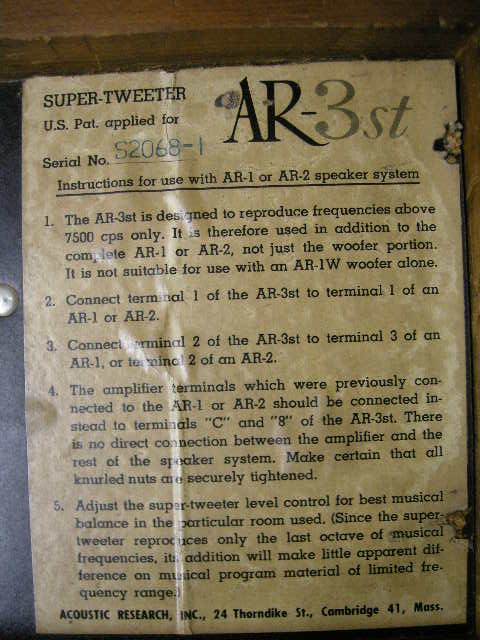 SUPER-TWEETER
AR-3st
U.S. Pat. applied for
Serial No. S2068-1
Instructions for use with AR-1 or AR-2 speaker system
1. The AR-3st is designed to reproduce frequencies above
7500 cps only. It is therefore used in addition to the
complete AR-1 or AR-2, not just the woofer portion.
It is not suitable for use with an AR-1W woofer alone.
2. Connect terminal 1 of the AR-3st to terminal 1 of an
AR-1 or AR-2.
3. Connect terminal 2 of the AR-3st to terminal 3 of an
AR-1, or terminal 2 of an AR-2.
4. The amplifier terminals which were previously con-
nected to the AR-1 or AR-2 should be connected in-
stead to terminals "C" and "8" of the AR-3st. There
is no direct connection between the amplifier and the
rest of the speaker system. Make certain that all
knurled nuts are securely tightened.
5. Adjust the super-tweeter level control for best musical
balance in the particular room used. (Since the super-
tweeter reproduces only the last octave of musical
frequencies, its addition will make little apparent dif-
ference on musical program material of limited fre-
quency range.)
ACOUSTIC RESEARCH, INC., 24 Thorndike St., Cambridge 41, Mass.